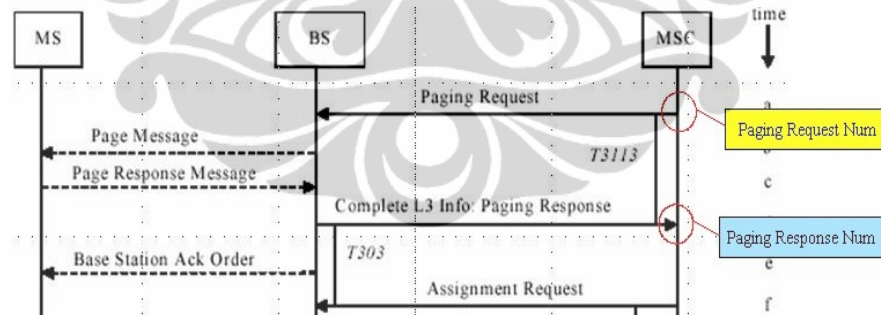 time
MS
BS
MSC
Paging Request
a
Paging Request Num
Page Message
T3113
Page Response Message
c
Complete L3 Info: Paging Response
Paging Response Num
T303
Base Station Ack Order
e
Assignment Request
f